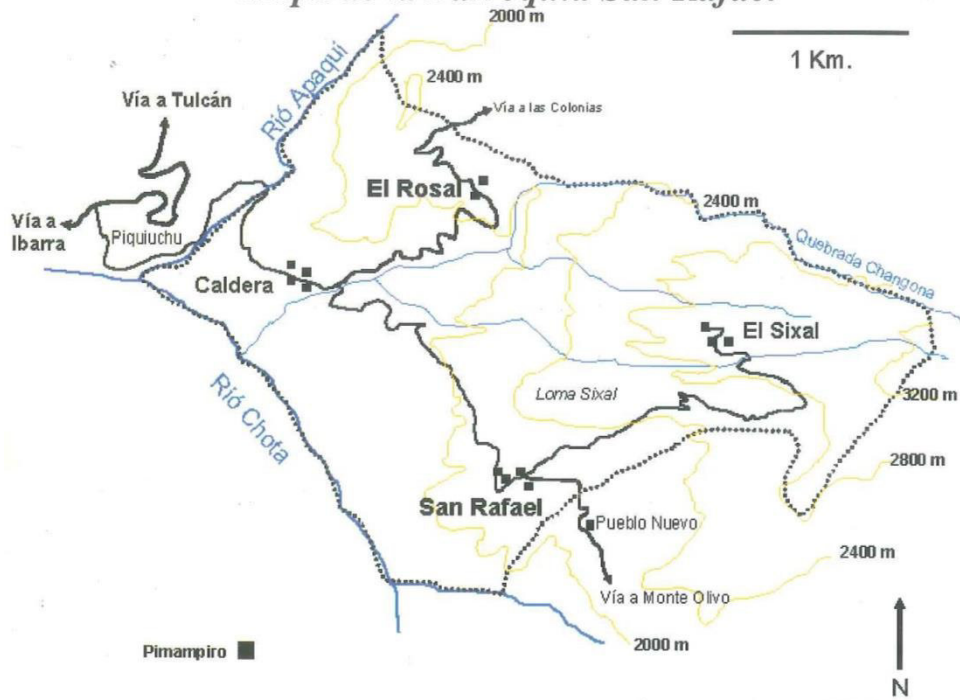 San Rafael
2000 m
1 Km.
2400 m
Vía a Tulcán
Rió Apaquí
Vía a las Colonias
El Rosal
2400 m
Vía a
Ibarra
Piquiuchu
Quebrada Changona
Caldera
El Sixal
Rió Chota
Loma Sixal
3200 m
2800 m
San Rafael
Pueblo Nuevo
2400 m
Vía a Monte Olivo
2000 m
Pimampiro
N